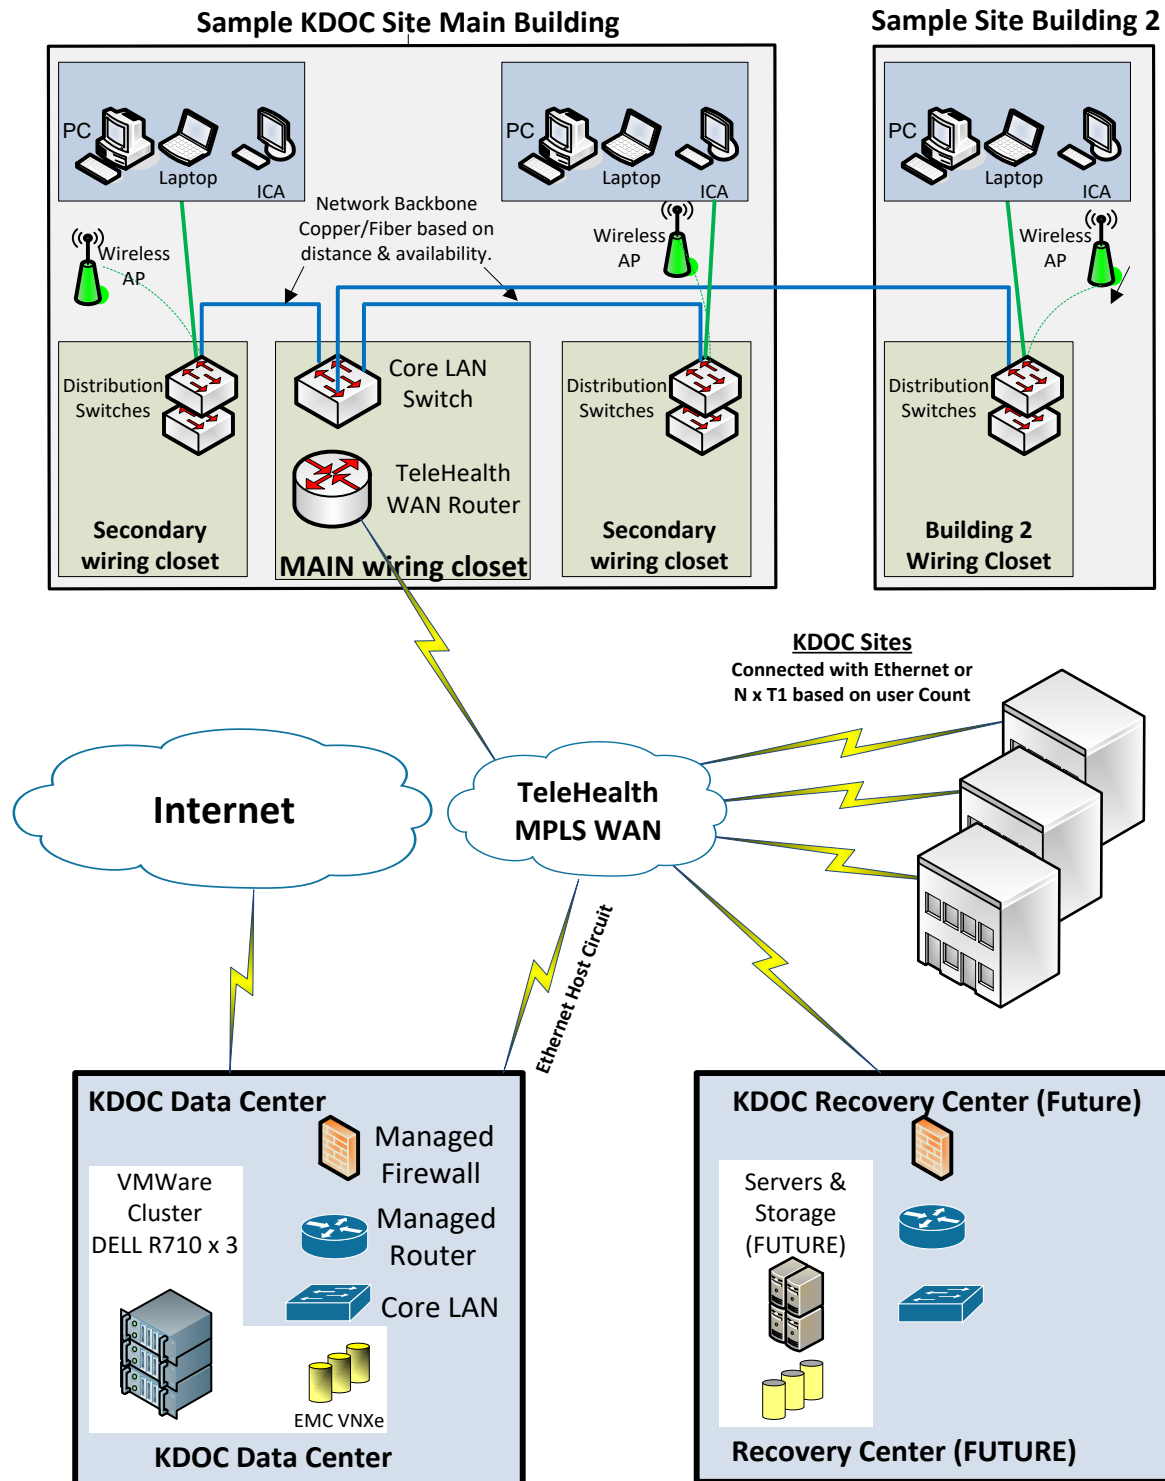 Sample KDOC Site Main Building
Sample Site Building 2
PC
Laptop
ICA
PC
Laptop
ICA
PC
Laptop
ICA
Wireless
AP
Network Backbone
Copper/Fiber based on
distance & availability.
Wireless
AP
Wireless
AP
Distribution
Switches
Core LAN
Switch
Distribution
Switches
Distribution
Switches
TeleHealth
WAN Router
Secondary
wiring closet
MAIN wiring closet
Secondary
wiring closet
Building 2
Wiring Closet
KDOC Sites
Connected with Ethernet or
N x T1 based on user Count
Internet
TeleHealth
MPLS WAN
Ethernet Host Circuit
KDOC Data Center
Managed
Firewall
VMWare
Cluster
DELL R710 x 3
Managed
Router
Core LAN
EMC VNXe
KDOC Data Center
KDOC Recovery Center (Future)
Servers &
Storage
(FUTURE)
Recovery Center (FUTURE)